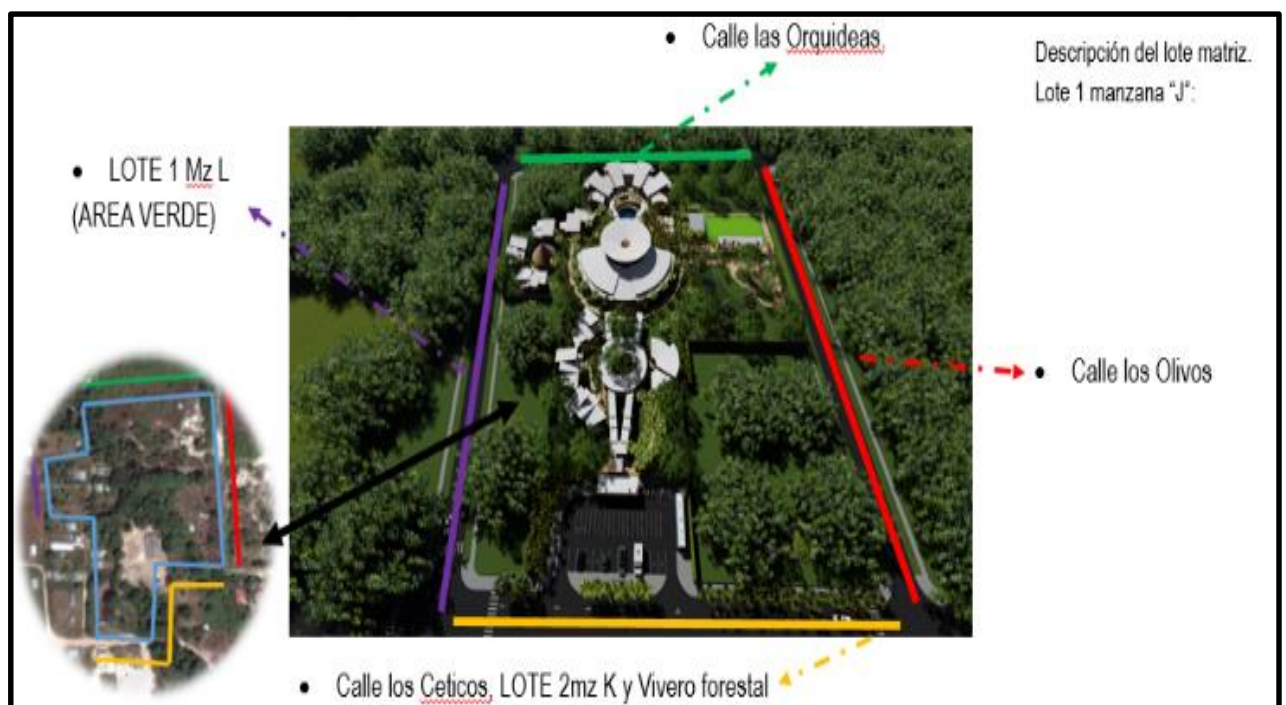 • Calle las Orquideas
Descripción del lote matriz.
Lote 1 manzana “J”:
• LOTE 1 Mz L
(AREA VERDE)
• Calle los Olivos
• Calle los Ceticos, LOTE 2mz K y Vivero forestal